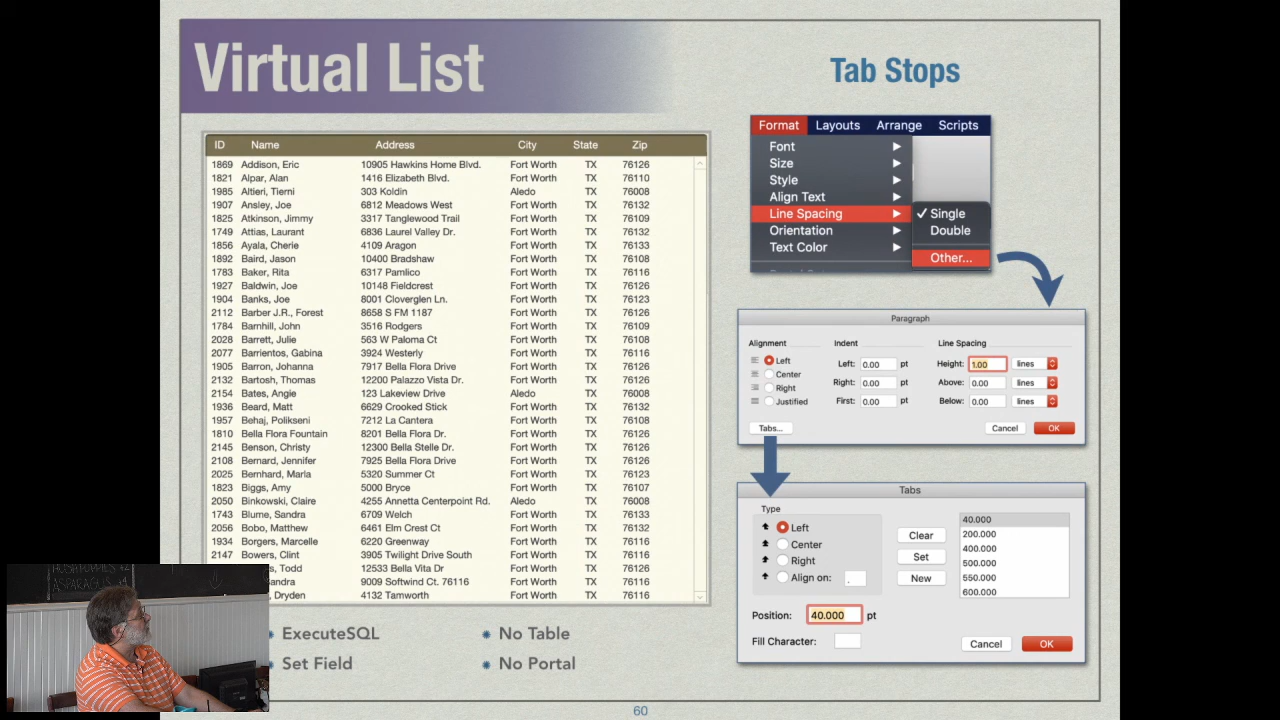 Virtual List
ID Name Address City State Zip
1869 Addison, Eric 10905 Hawkins Home Blvd. Fort Worth TX 76126
1821 Alpar, Alan 1416 Elizabeth Blvd. Fort Worth TX 76110
1985 Altieri, Tierni 303 Koldin Aledo TX 76008
1907 Ansley, Joe 6812 Meadows West Fort Worth TX 76132
1825 Atkinson, Jimmy 3317 Tanglewood Trail Fort Worth TX 76109
1749 Attias, Laurant 6836 Laurel Valley Dr. Fort Worth TX 76132
1856 Ayala, Cherie 4109 Aragon Fort Worth TX 76133
1892 Baird, Jason 10400 Bradshaw Fort Worth TX 76108
1783 Baker, Rita 6317 Pamlico Fort Worth TX 76116
1927 Baldwin, Joe 10148 Fieldcrest Fort Worth TX 76126
1904 Banks, Joe 8001 Cloverglen Ln. Fort Worth TX 76123
2112 Barber J.R., Forest 8658 S FM 1187 Fort Worth TX 76126
1784 Barnhill, John 3516 Rodgers Fort Worth TX 76109
2028 Barrett, Julie 563 W Paloma Ct Fort Worth TX 76108
2077 Barrientos, Gabina 3924 Westerly Fort Worth TX 76116
1905 Barron, Johanna 7917 Bella Flora Drive Fort Worth TX 76126
2132 Bartosh, Thomas 12200 Palazzo Vista Dr. Fort Worth TX 76126
2154 Bates, Angie 123 Lakeview Drive Aledo TX 76008
1936 Beard, Matt 6629 Crooked Stick Fort Worth TX 76132
1957 Behaj, Polikseni 7212 La Cantera Fort Worth TX 76108
1810 Bella Flora Fountain 8201 Bella Flora Dr. Fort Worth TX 76126
2145 Benson, Christy 12300 Bella Stelle Dr. Fort Worth TX 76126
2108 Bernard, Jennifer 7925 Bella Flora Drive Fort Worth TX 76126
2025 Bernhard, Marla 5320 Summer Ct Fort Worth TX 76123
1823 Biggs, Amy 5000 Bryce Fort Worth TX 76107
2050 Binkowski, Claire 4255 Annetta Centerpoint Rd. Aledo TX 76008
1743 Blume, Sandra 6709 Welch Fort Worth TX 76133
2056 Bobo, Matthew 6461 Elm Crest Ct Fort Worth TX 76132
1934 Borgers, Marcelle 6220 Greenway Fort Worth TX 76116
2147 Bowers, Clint 3905 Twilight Drive South Fort Worth TX 76116
Todd 12533 Bella Vita Dr Fort Worth TX 76126
9009 Softwind Ct. 76116 Fort Worth TX 76116
Dryden 4132 Tamworth Fort Worth TX 76116
ExecuteSQL
Set Field
No Table
No Portal
Tab Stops
Format Layouts Arrange Scripts
Font
Size
Style
Align Text
Line Spacing
Orientation
Text Color
Single
Double
Other...
Paragraph
Alignment Indent Line Spacing
Left Left: 0.00 pt Height: 1.00 lines
Center
Right Right: 0.00 pt Above: 0.00 lines
Justified First: 0.00 pt Below: 0.00 lines
Tabs... Cancel OK
Tabs
Type
Left
Center
Right
Align on: .
Clear
Set
New
40.000
200.000
400.000
500.000
550.000
600.000
Position: 40.000 pt
Fill Character:
Cancel OK
ASPARAGUS
60